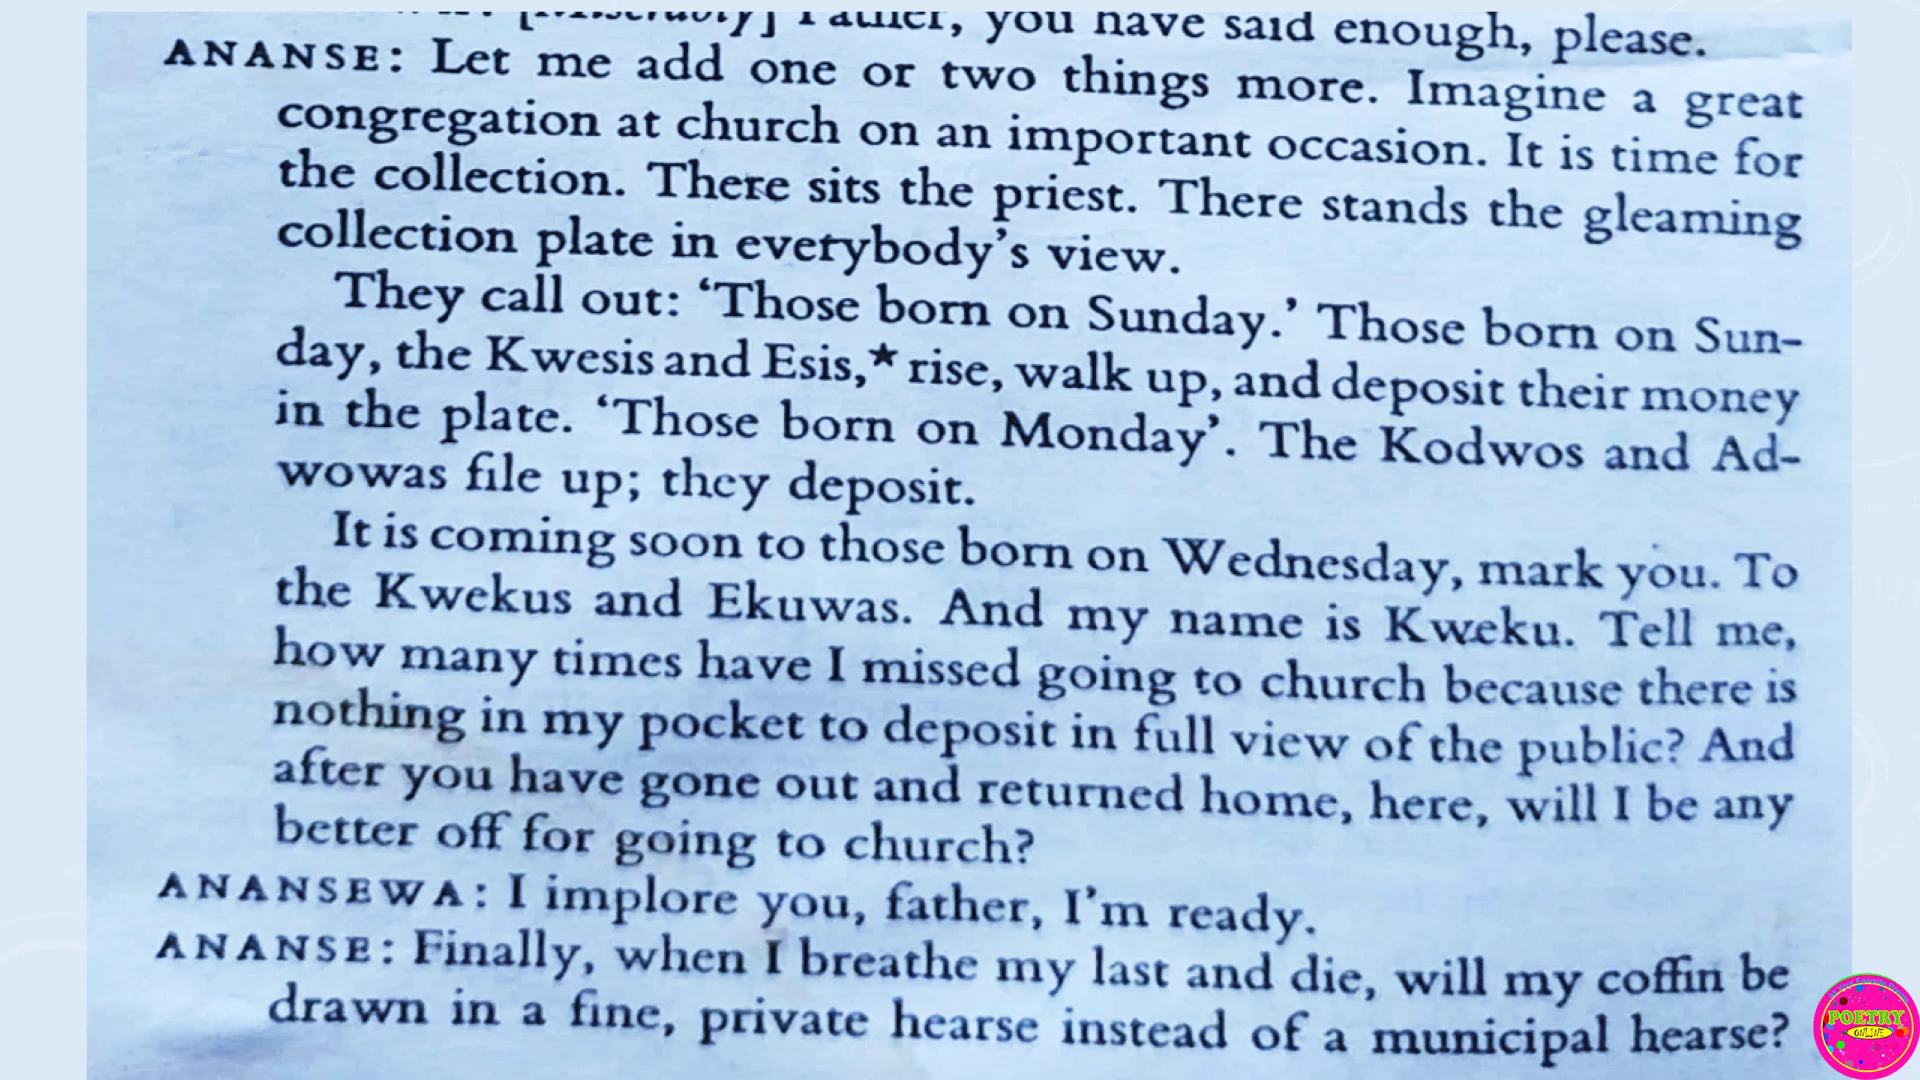 [Miserably] Father, you have said enough, please.
ANANSE: Let me add one or two things more. Imagine a great
congregation at church on an important occasion. It is time for
the collection. There sits the priest. There stands the gleaming
collection plate in everybody's view.
They call out: ‘Those born on Sunday.’ Those born on Sun-
day, the Kwesis and Esis,* rise, walk up, and deposit their money
in the plate. ‘Those born on Monday’. The Kodwos and Ad-
wowas file up; they deposit.
It is coming soon to those born on Wednesday, mark you. To
the Kwekus and Ekuwas. And my name is Kweku. Tell me,
how many times have I missed going to church because there is
nothing in my pocket to deposit in full view of the public? And
after you have gone out and returned home, here, will I be any
better off for going to church?
ANANSEWA: I implore you, father, I'm ready.
ANANSE: Finally, when I breathe my last and die, will my coffin be
drawn in a fine, private hearse instead of a municipal hearse?
POETRY
ONLINE